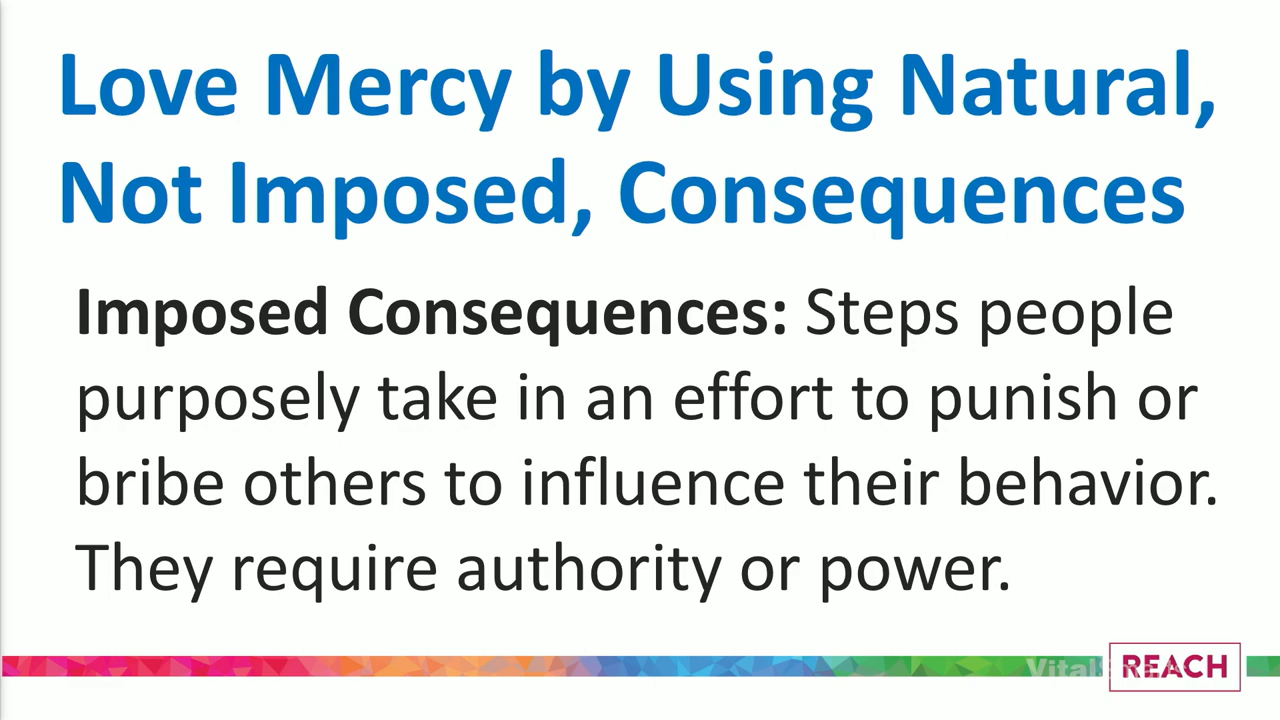 Love Mercy by Using Natural,
Not Imposed, Consequences
Imposed Consequences: Steps people
purposely take in an effort to punish or
bribe others to influence their behavior.
They require authority or power.
VitalSmarts REACH